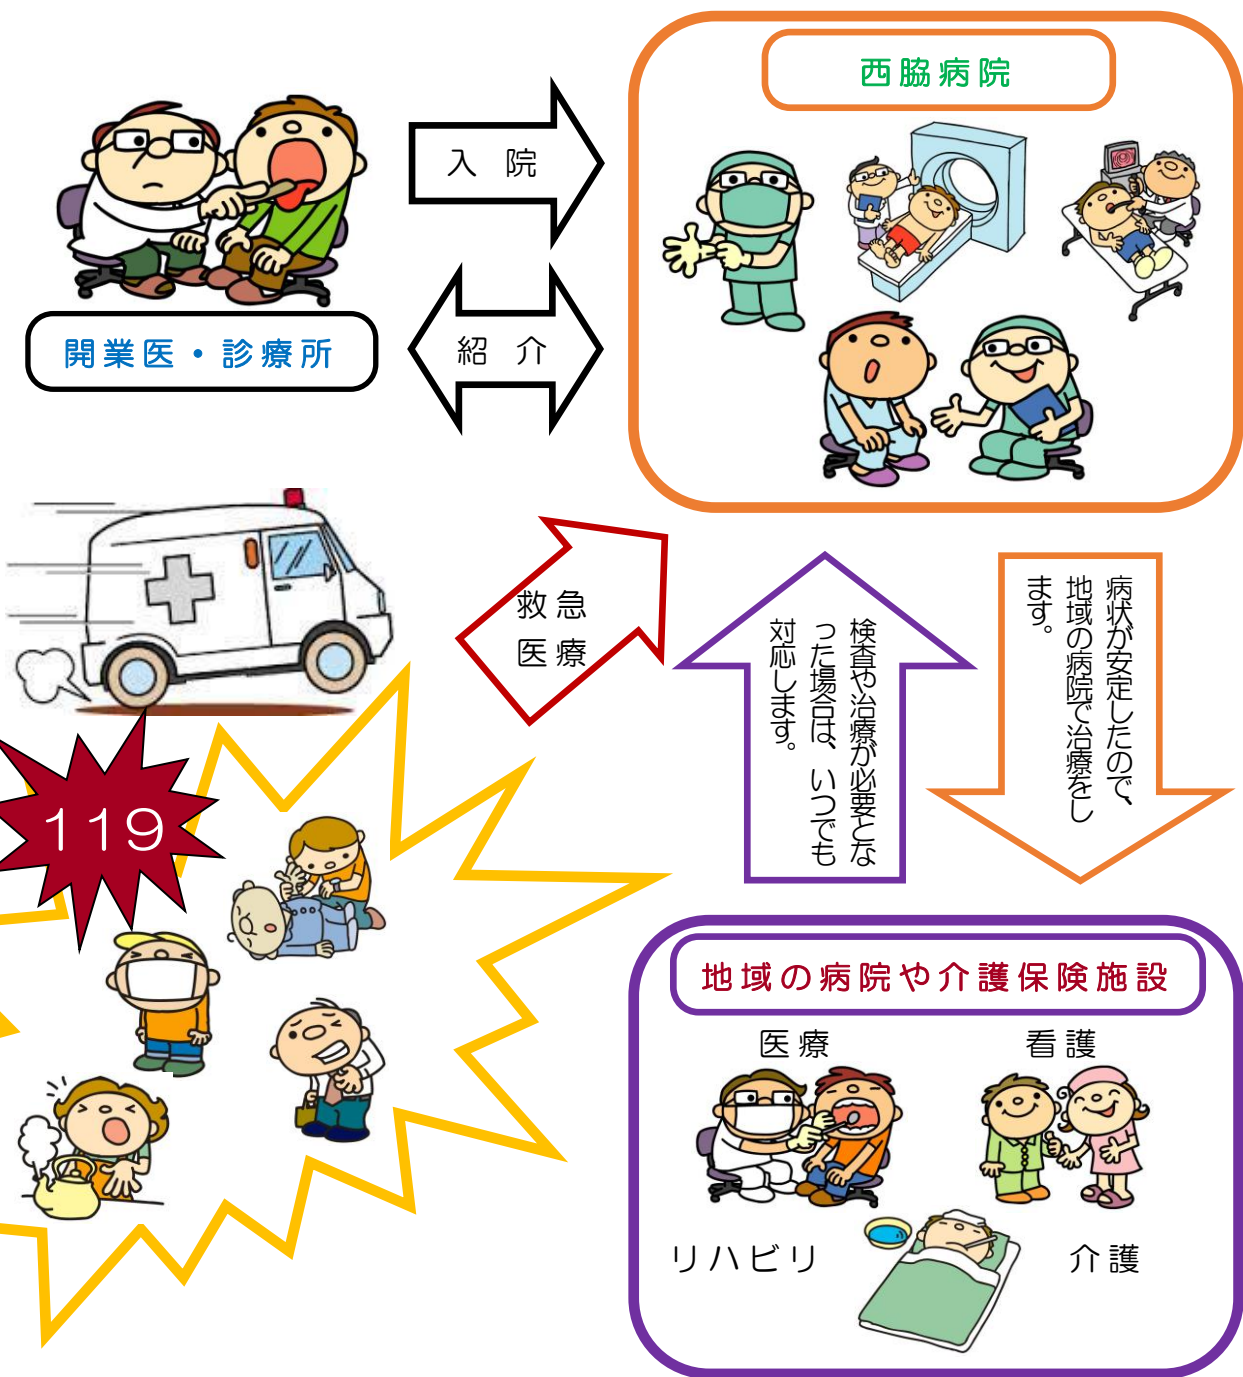 西脇病院
入院
開業医・診療所
紹介
救急
医療
検査や治療が必要とな
った場合は、いつでも
対応します。
病状が安定したので、
地域の病院で治療をし
ます。
119
地域の病院や介護保険施設
医療
看護
リハビリ
介護